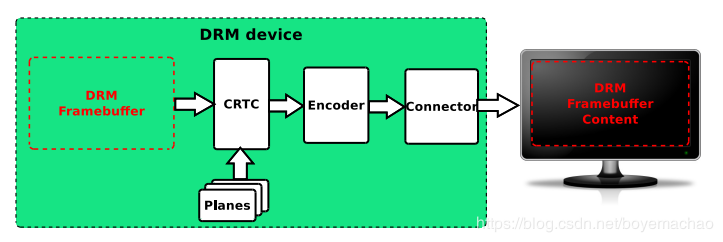 DRM device
DRM
Framebuffer
CRTC
Encoder
Connector
DRM
Framebuffer
Content
Planes
https://blog.csdn.net/boyemachao